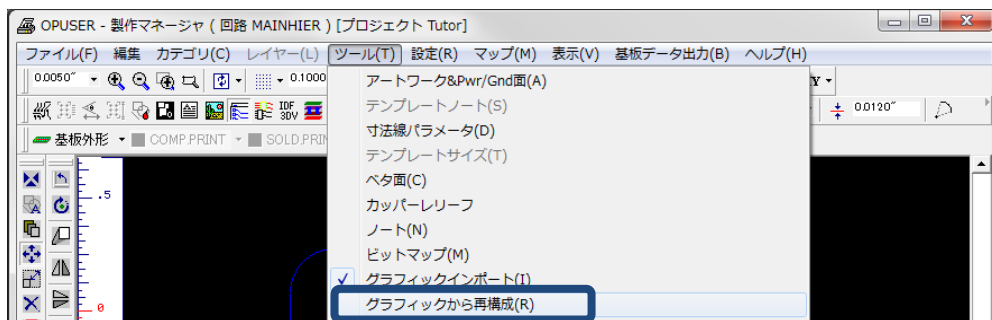 OPUSER - 製作マネージャ ( 回路 MAINHIER ) [プロジェクト Tutor]
ファイル(F) 編集 カテゴリ(C) レイヤー(L) ツール(T) 設定(R) マップ(M) 表示(V) 基板データ出力(B) ヘルプ(H)
0.0050" 0.1000
アートワーク&Pwr/Gnd面(A)
テンプレートノート(S)
IDF 3DV
0.0120"
寸法線パラメータ(D)
基板外形 COMP.PRINT SOLD.PRIN
テンプレートサイズ(T)
ベタ面(C)
.5
カッパーレリーフ
ノート(N)
ビットマップ(M)
グラフィックインポート(I)
グラフィックから再構成(R)
0